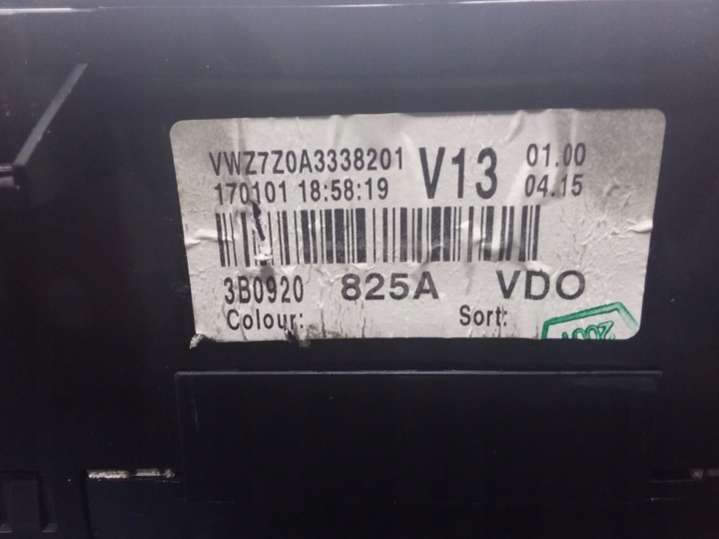 VWZ7Z0A3338201 V13 01.00
170101 18:58:19 04.15
3B0920 825A VDO
Colour: Sort: